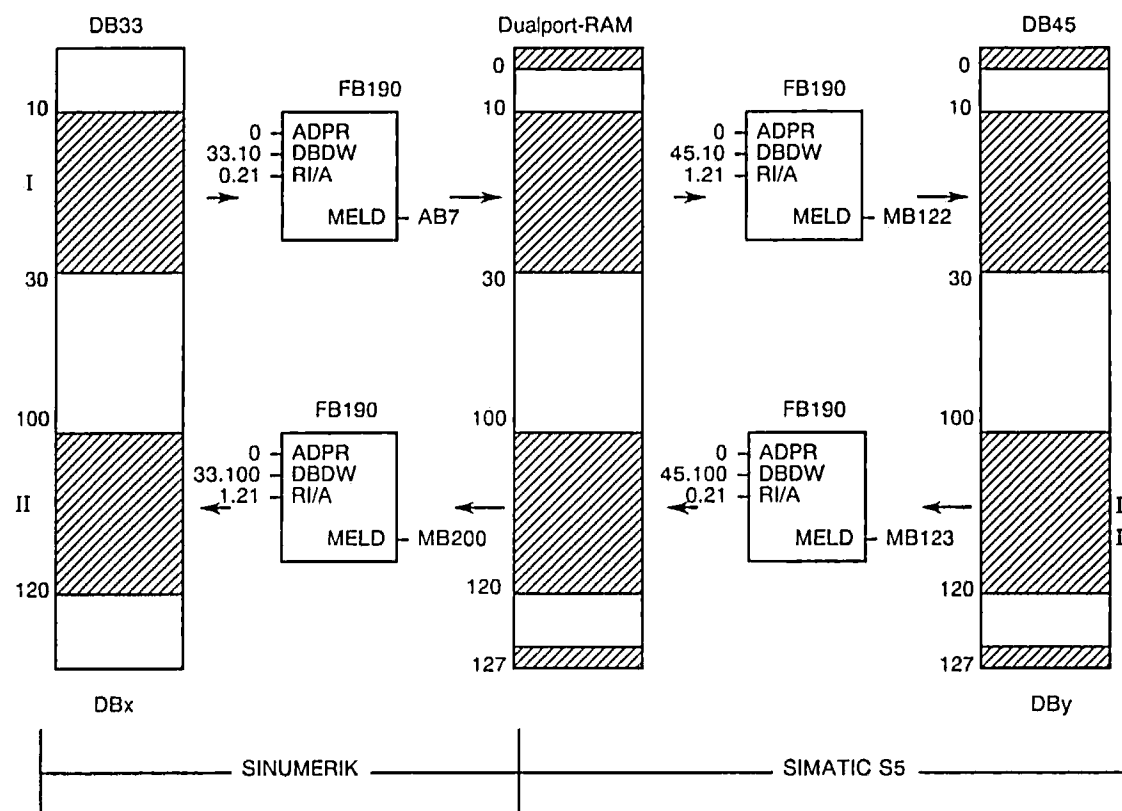 DB33 Dualport-RAM DB45
0 0
FB190 FB190
10 10 10
0 ADPR 0 ADPR
33.10 DBDW 45.10 DBDW
I 0.21 RI/A 1.21 RI/A
MELD AB7 MELD MB122
30 30 30
100 FB190 100 FB190 100
0 ADPR 0 ADPR
33.100 DBDW 45.100 DBDW
II 1.21 RI/A 0.21 RI/A I
MELD MB200 MELD MB123 I
120 120 120
127 127
DBx DBy
SINUMERIK SIMATIC S5